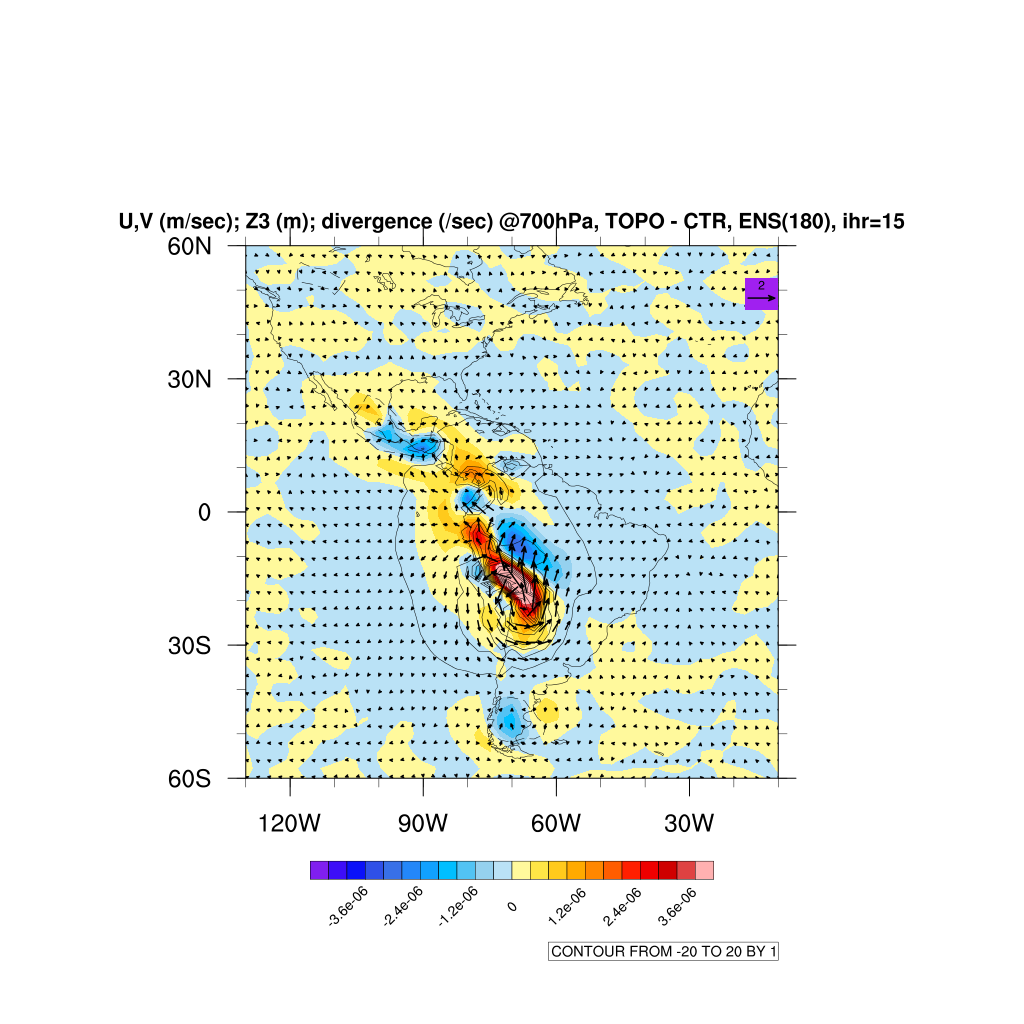 U,V (m/sec); Z3 (m); divergence (/sec) @700hPa, TOPO - CTR, ENS(180), ihr=15
60N
2
30N
0
30S
60S
120W 90W 60W 30W
-3.6e-06 -2.4e-06 -1.2e-06 0 1.2e-06 2.4e-06 3.6e-06
CONTOUR FROM -20 TO 20 BY 1